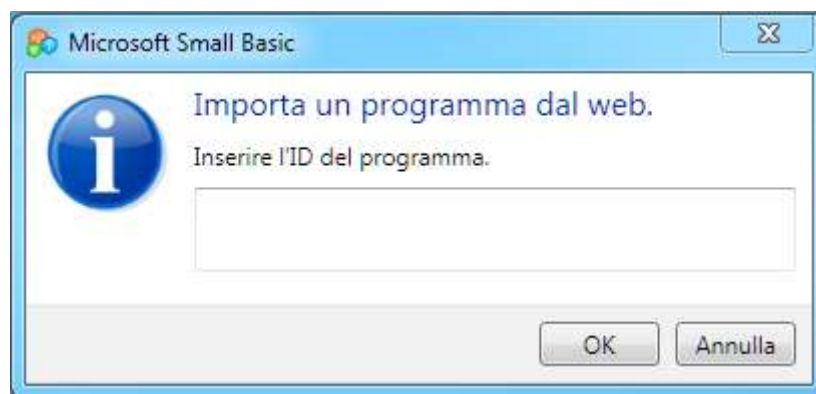 Microsoft Small Basic
Importa un programma dal web.
Inserire l'ID del programma.
OK
Annulla